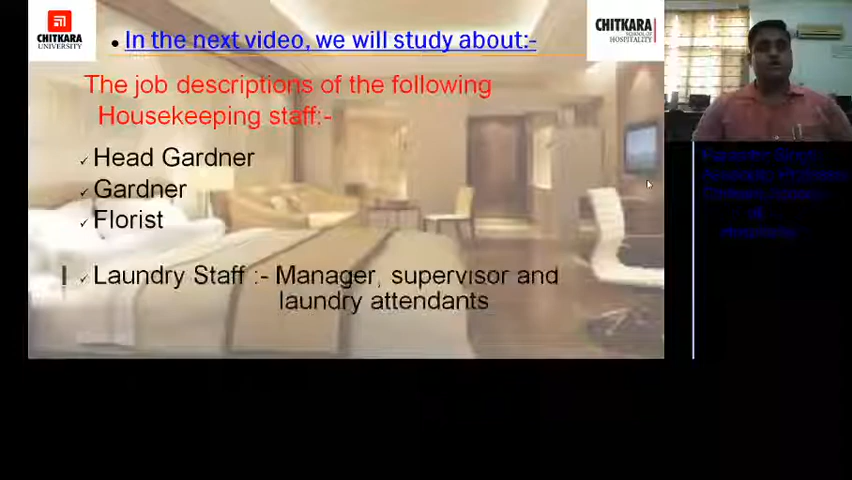 CHITKARA
UNIVERSITY
• In the next video, we will study about:-
CHITKARA
SCHOOL OF
HOSPITALITY
The job descriptions of the following
Housekeeping staff:-
✓ Head Gardner
✓ Gardner
✓ Florist
✓ Laundry Staff :- Manager, supervisor and
laundry attendants